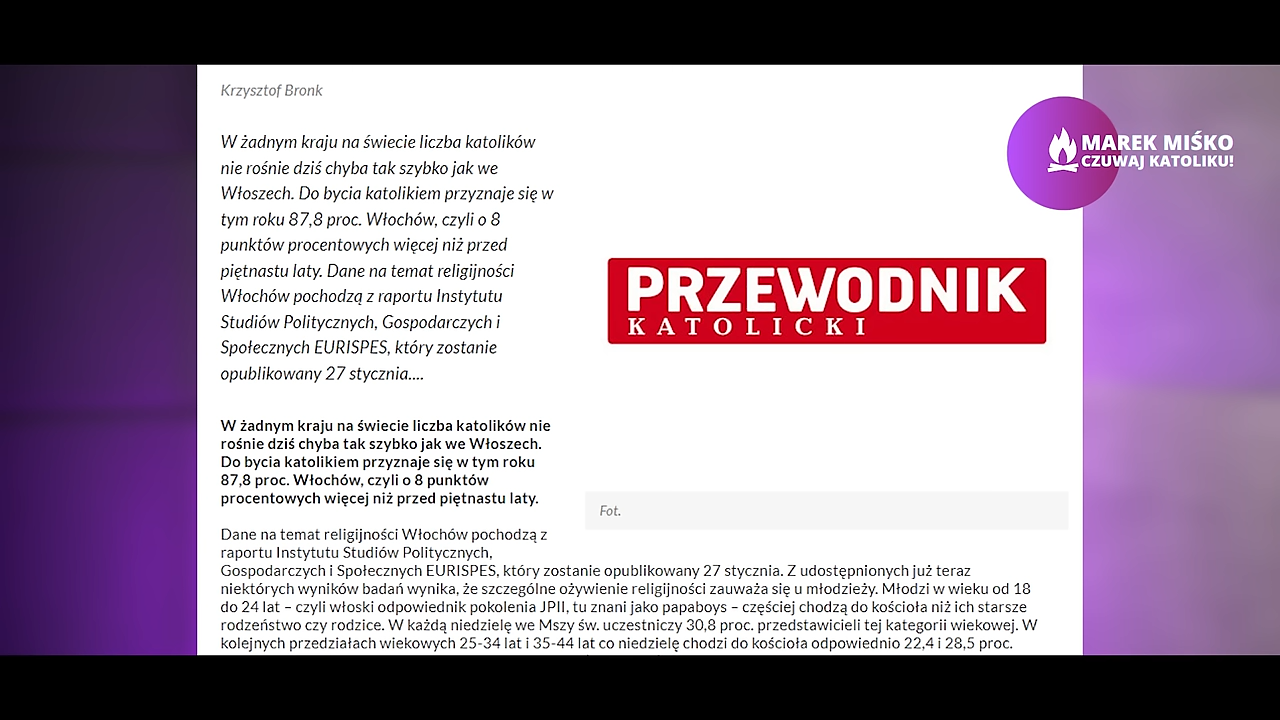 Krzysztof Bronk
W żadnym kraju na świecie liczba katolików
nie rośnie dziś chyba tak szybko jak we
Włoszech. Do bycia katolikiem przyznaje się w
tym roku 87,8 proc. Włochów, czyli o 8
punktów procentowych więcej niż przed
piętnastu laty. Dane na temat religijności
Włochów pochodzą z raportu Instytutu
Studiów Politycznych, Gospodarczych i
Społecznych EURISPES, który zostanie
opublikowany 27 stycznia....
W żadnym kraju na świecie liczba katolików nie
rośnie dziś chyba tak szybko jak we Włoszech.
Do bycia katolikiem przyznaje się w tym roku
87,8 proc. Włochów, czyli o 8 punktów
procentowych więcej niż przed piętnastu laty.
Dane na temat religijności Włochów pochodzą z
raportu Instytutu Studiów Politycznych,
Gospodarczych i Społecznych EURISPES, który zostanie opublikowany 27 stycznia. Z udostępnionych już teraz
niektórych wyników badań wynika, że szczególne ożywienie religijności zauważa się u młodzieży. Młodzi w wieku od 18
do 24 lat – czyli włoski odpowiednik pokolenia JPII, tu znani jako papaboys – częściej chodzą do kościoła niż ich starsze
rodzeństwo czy rodzice. W każdą niedzielę we Mszy św. uczestniczy 30,8 proc. przedstawicieli tej kategorii wiekowej. W
kolejnych przedziałach wiekowych 25-34 lat i 35-44 lat co niedzielę chodzi do kościoła odpowiednio 22,4 i 28,5 proc.
PRZEWODNIK
KATOLICKI
Fot.
MAREK MIŚKO
CZUWAJ KATOLIKU!